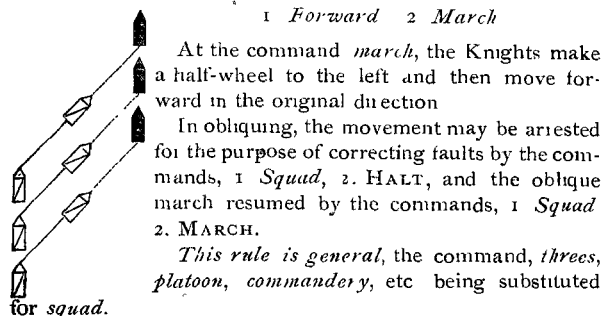 1 Forward 2 March
At the command march, the Knights make
a half-wheel to the left and then move for-
ward in the original direction
In obliquing, the movement may be arrested
for the purpose of correcting faults by the com-
mands, 1 Squad, 2. HALT, and the oblique
march resumed by the commands, 1 Squad
2. MARCH.
This rule is general, the command, threes,
platoon, commandery, etc being substituted
for squad.